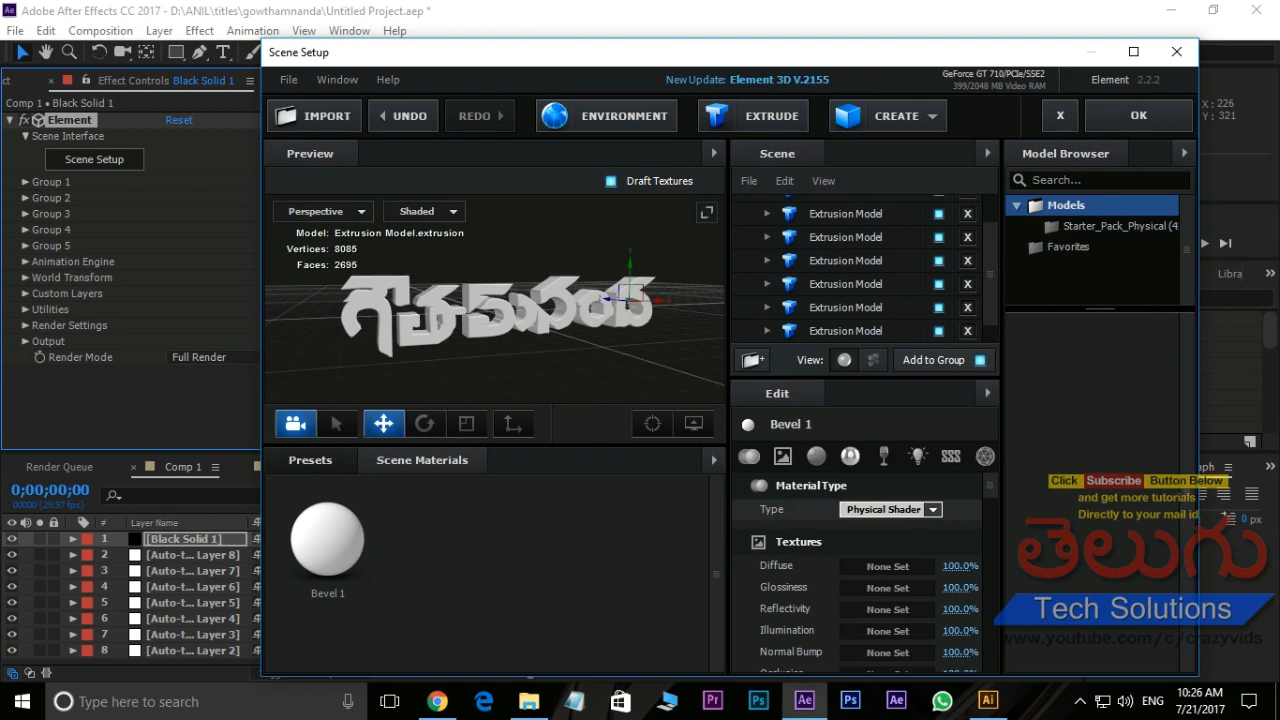 Adobe After Effects CC 2017 - D:\ANIL\titles\gowthamnanda\Untitled Project.aep *
File Edit Composition Layer Effect Animation View Window Help
Scene Setup
File Window Help
New Update: Element 3D V.2155
GeForce GT 710/PCIe/SSE2
399/2048 MB Video RAM
Element 2.2.2
IMPORT UNDO REDO ENVIRONMENT EXTRUDE CREATE X OK
ct × Effect Controls Black Solid 1
Comp 1 • Black Solid 1
fx Element Reset
Scene Interface
Scene Setup
Group 1
Group 2
Group 3
Group 4
Group 5
Animation Engine
World Transform
Custom Layers
Utilities
Render Settings
Output
Render Mode Full Render
Preview
Draft Textures
Perspective Shaded
Model: Extrusion Model.extrusion
Vertices: 8085
Faces: 2695
గౌతమ్నంద
Presets Scene Materials
Bevel 1
Scene
File Edit View
Extrusion Model X
Extrusion Model X
Extrusion Model X
Extrusion Model X
Extrusion Model X
Extrusion Model X
View: Add to Group
Edit
Bevel 1
Material Type
Type Physical Shader
Textures
Diffuse None Set 100.0%
Glossiness None Set 100.0%
Reflectivity None Set 100.0%
Illumination None Set 100.0%
Normal Bump None Set 100.0%
Model Browser
Search...
Models
Starter_Pack_Physical (4
Favorites
X: 226
Y: 321
Libra
0 px
Render Queue × Comp 1
0;00;00;00
00000 (29.97 fps)
# Layer Name
1 [Black Solid 1]
2 [Auto-t... Layer 8]
3 [Auto-t... Layer 7]
4 [Auto-t... Layer 6]
5 [Auto-t... Layer 5]
6 [Auto-t... Layer 4]
7 [Auto-t... Layer 3]
8 [Auto-t... Layer 2]
Click Subscribe Button Below
and get more tutorials
Directly to your mail id
తెలుగు
Tech Solutions
www.youtube.com/c/crazyvids
Type here to search
ENG
10:26 AM
7/21/2017